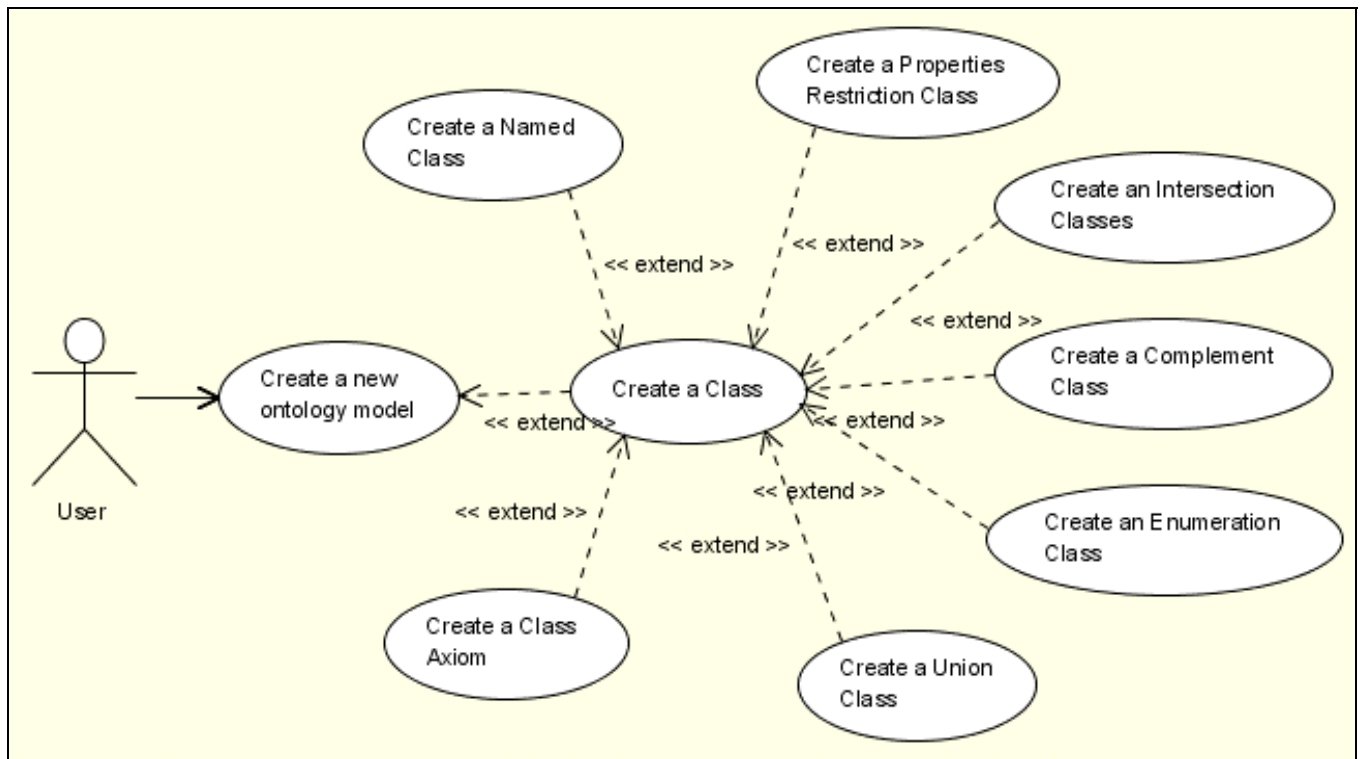 Create a Properties
Restriction Class
Create a Named
Class
Create an Intersection
Classes
<< extend >>
<< extend >>
<< extend >>
Create a Complement
Class
Create a new
ontology model
Create a Class
<< extend >>
<< extend >>
User
<< extend >>
<< extend >>
<< extend >>
Create an Enumeration
Class
Create a Class
Axiom
Create a Union
Class